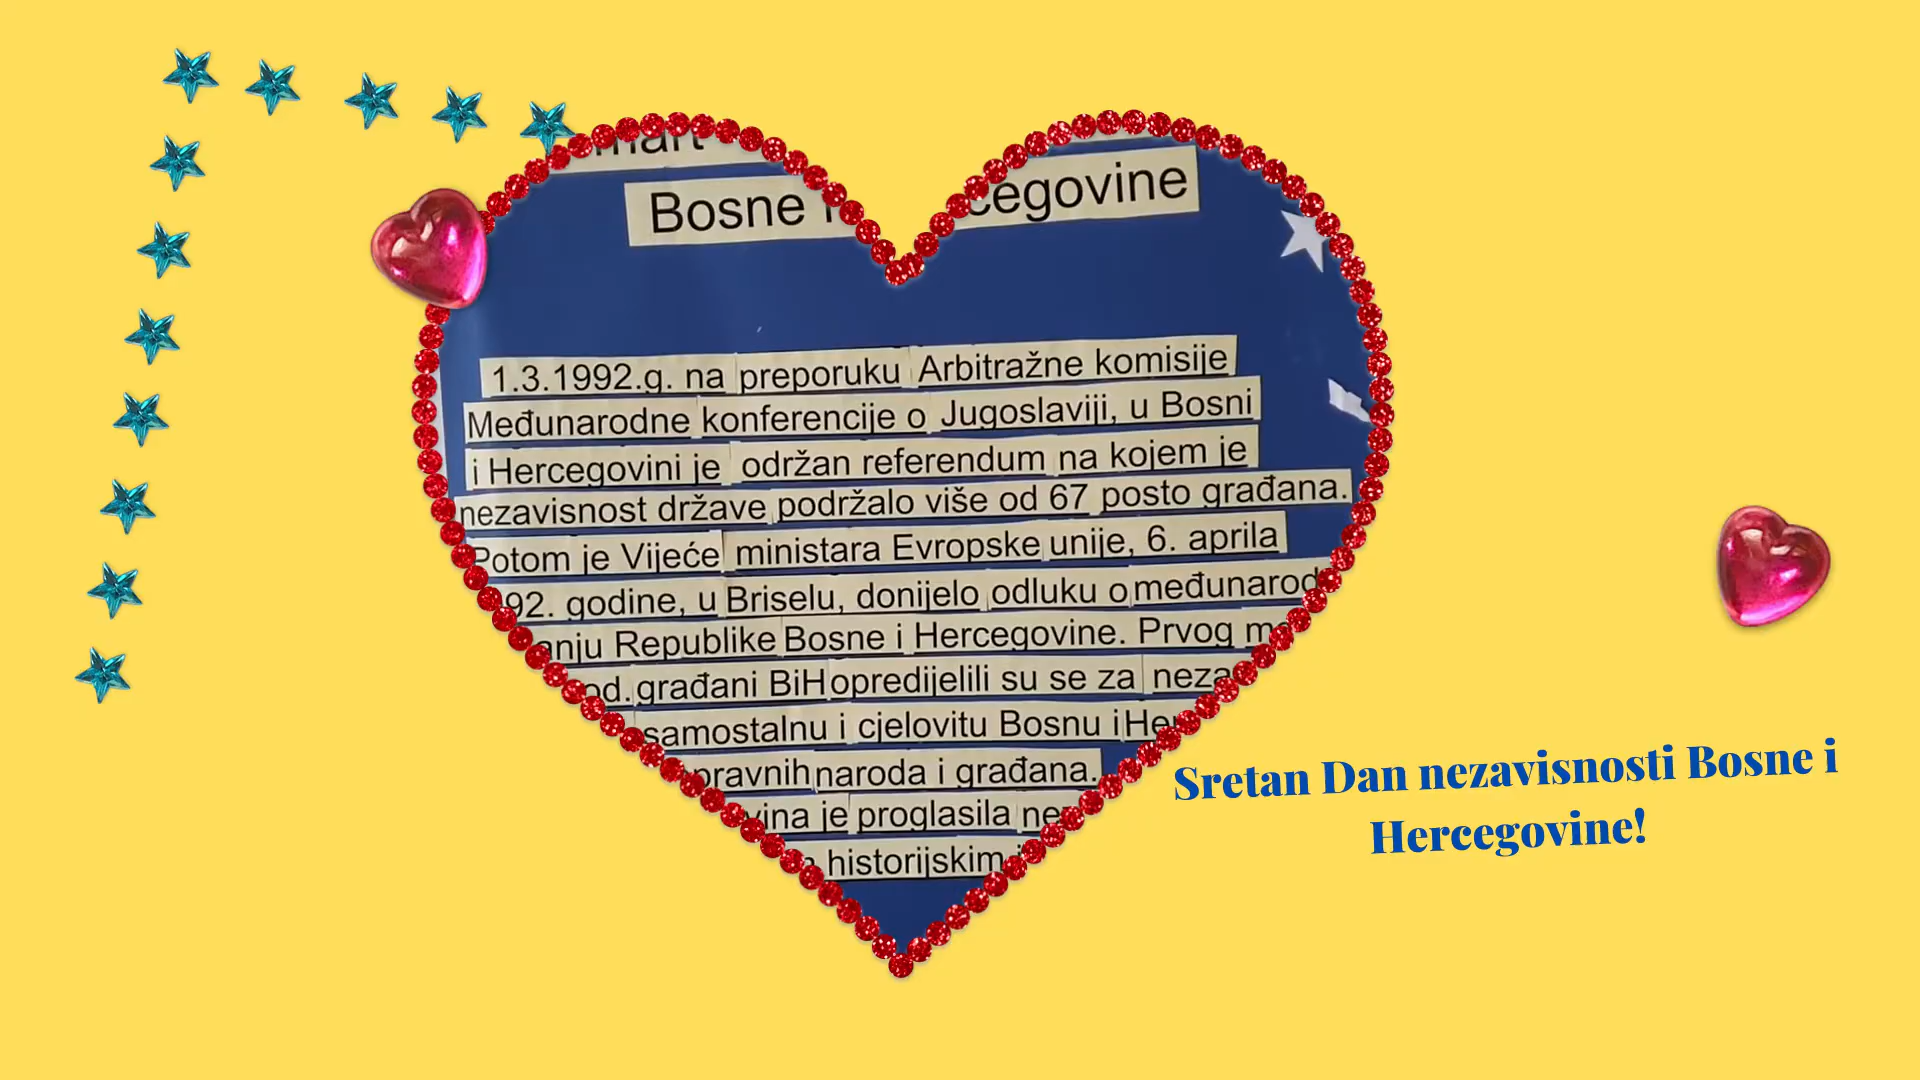 Bosne i
1.3.1992.g. na preporuku Arbitražne komisije
Međunarodne konferencije o Jugoslaviji, u Bosni
i Hercegovini je održan referendum na kojem je
nezavisnost države podržalo više od 67 posto građana.
Potom je Vijeće ministara Evropske unije, 6. aprila
92. godine, u Briselu, donijelo odluku o međunarod
anju Republike Bosne i Hercegovine. Prvog
od. građani BiH opredijelili su se za neza
samostalnu i cjelovitu Bosnu i He
pravnih naroda i građana.
vina je proglasila ne
historijskim
Sretan Dan nezavisnosti Bosne i
Hercegovine!